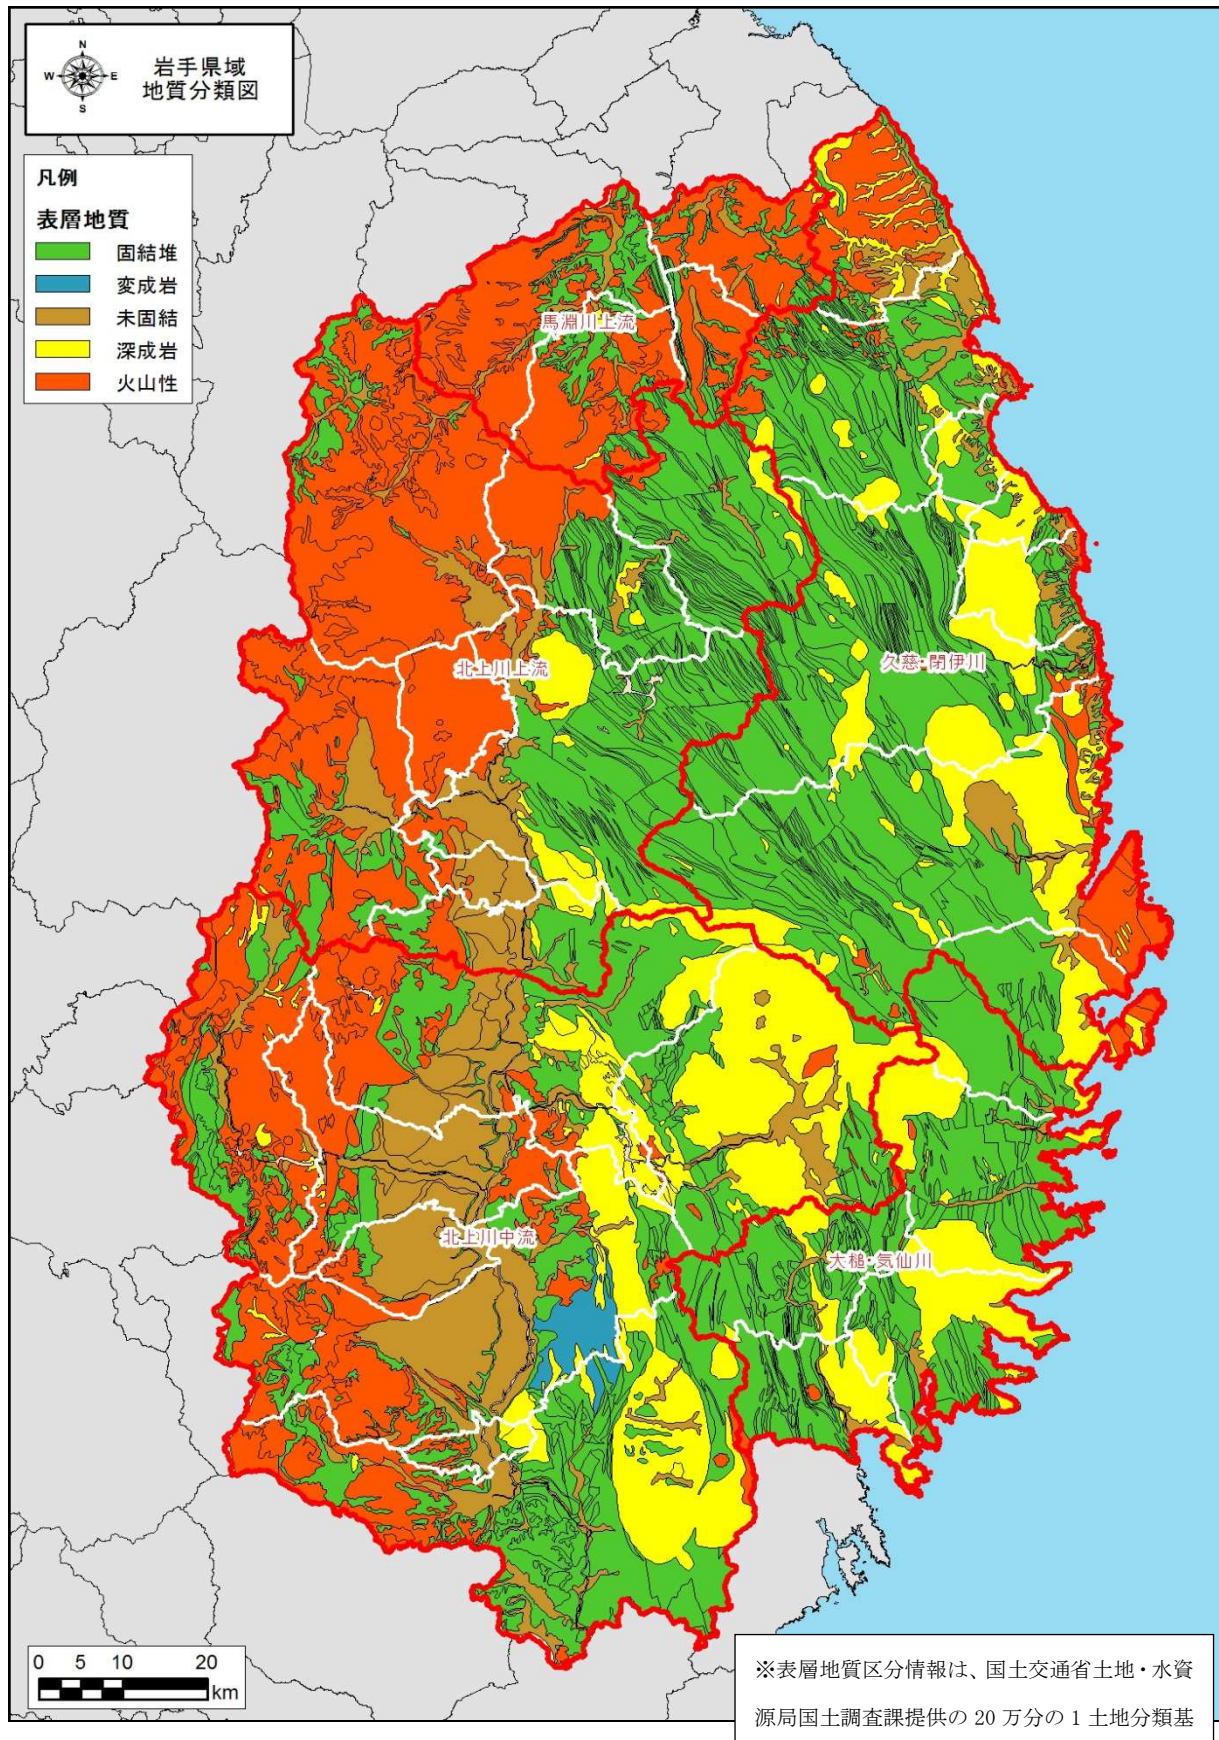 N
W E
S
岩手県域
地質分類図
凡例
表層地質
固結堆
変成岩
未固結
深成岩
火山性
馬淵川上流
北上川上流
久慈・閉伊川
北上川中流
大槌・気仙川
0 5 10 20
km
※表層地質区分情報は、国土交通省土地・水資
源局国土調査課提供の 20 万分の 1 土地分類基